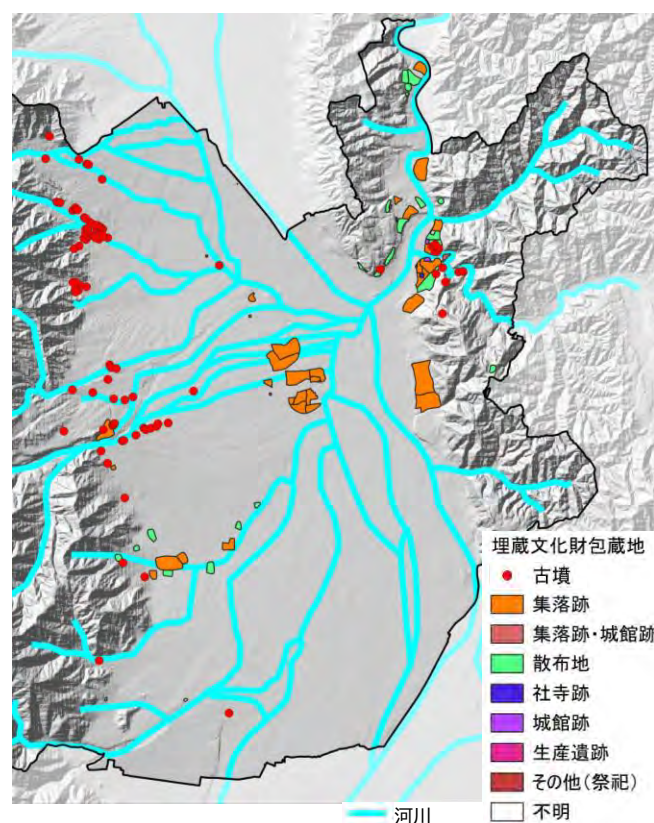 埋蔵文化財包蔵地
古墳
集落跡
集落跡・城館跡
散布地
社寺跡
城館跡
生産遺跡
その他(祭祀)
不明
河川